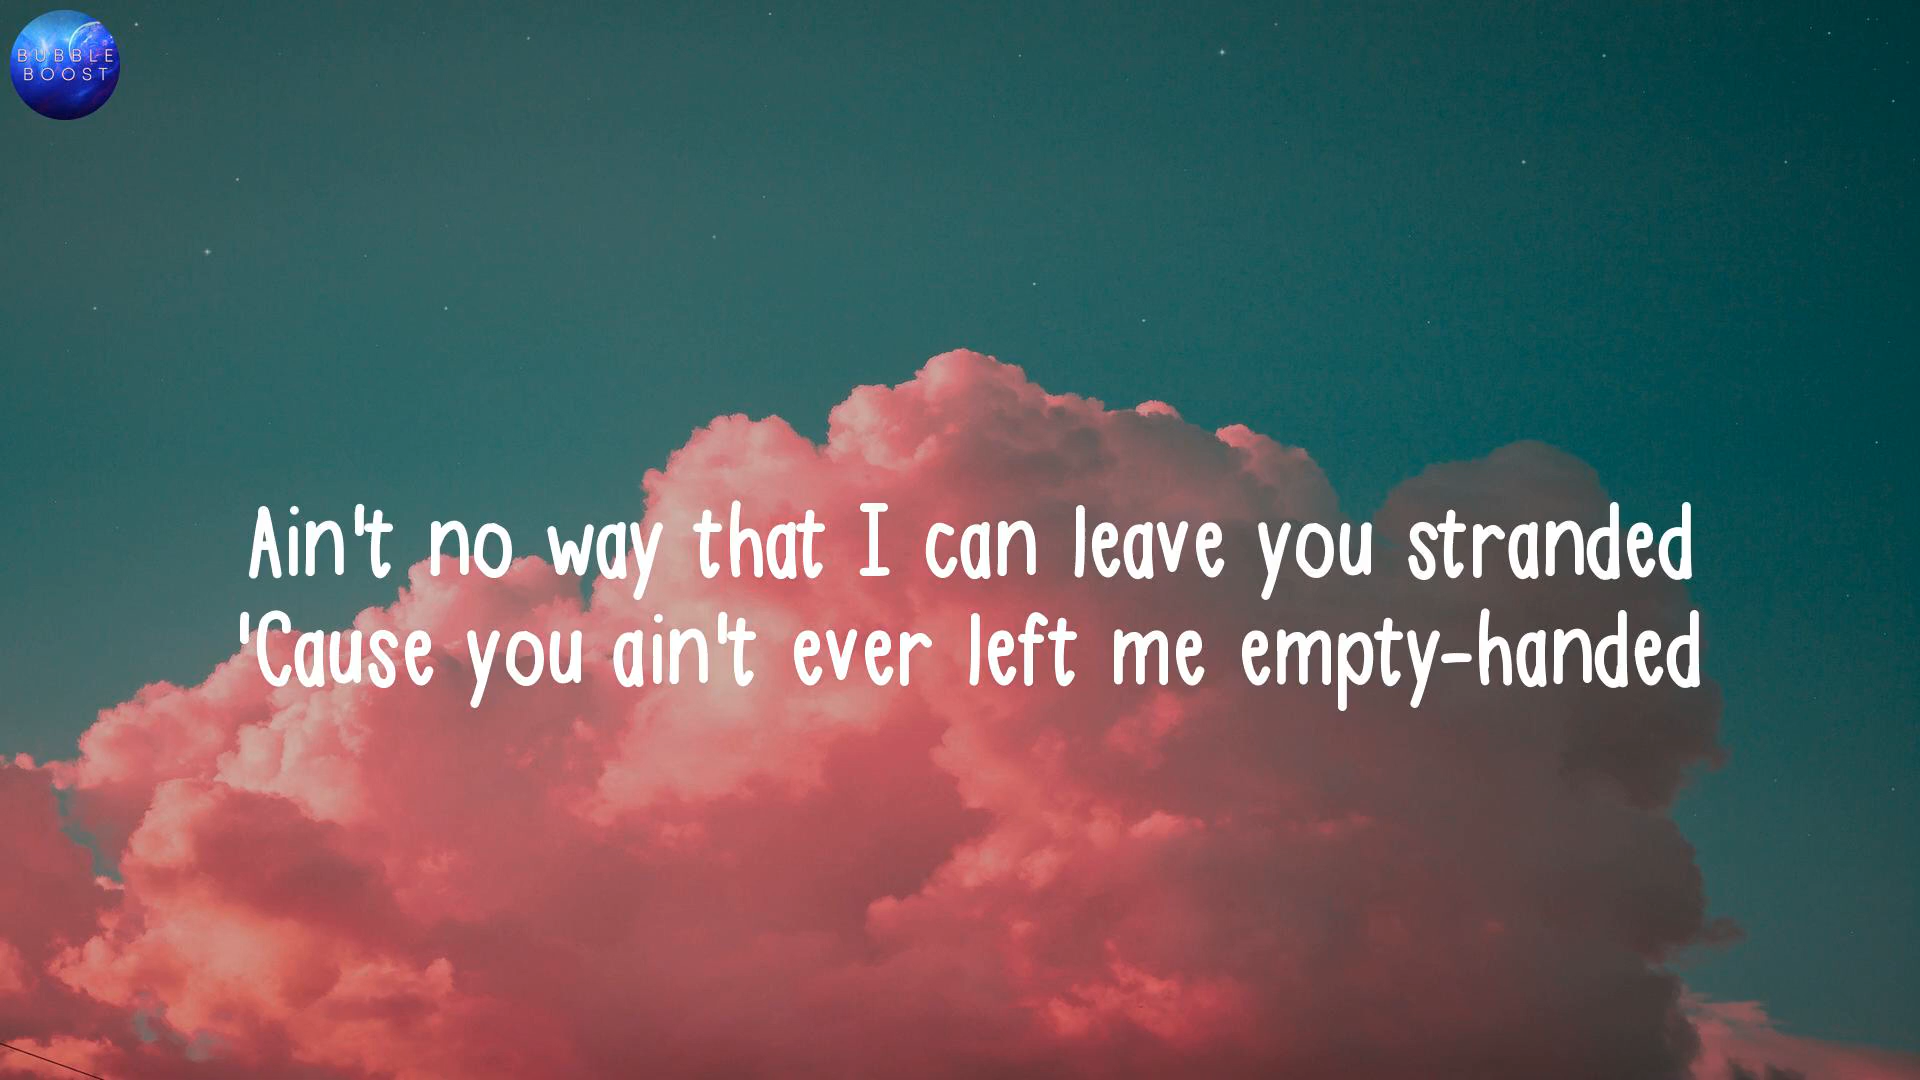 BUBBLE
BOOST
Ain't no way that I can leave you stranded
'Cause you ain't ever left me empty-handed